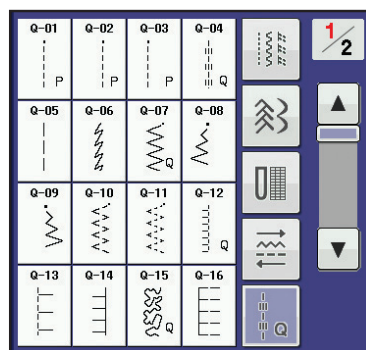 Q-01 Q-02 Q-03 Q-04
P P P Q
1/2
Q-05 Q-06 Q-07 Q-08
Q
Q-09 Q-10 Q-11 Q-12
Q
Q-13 Q-14 Q-15 Q-16
Q
Q